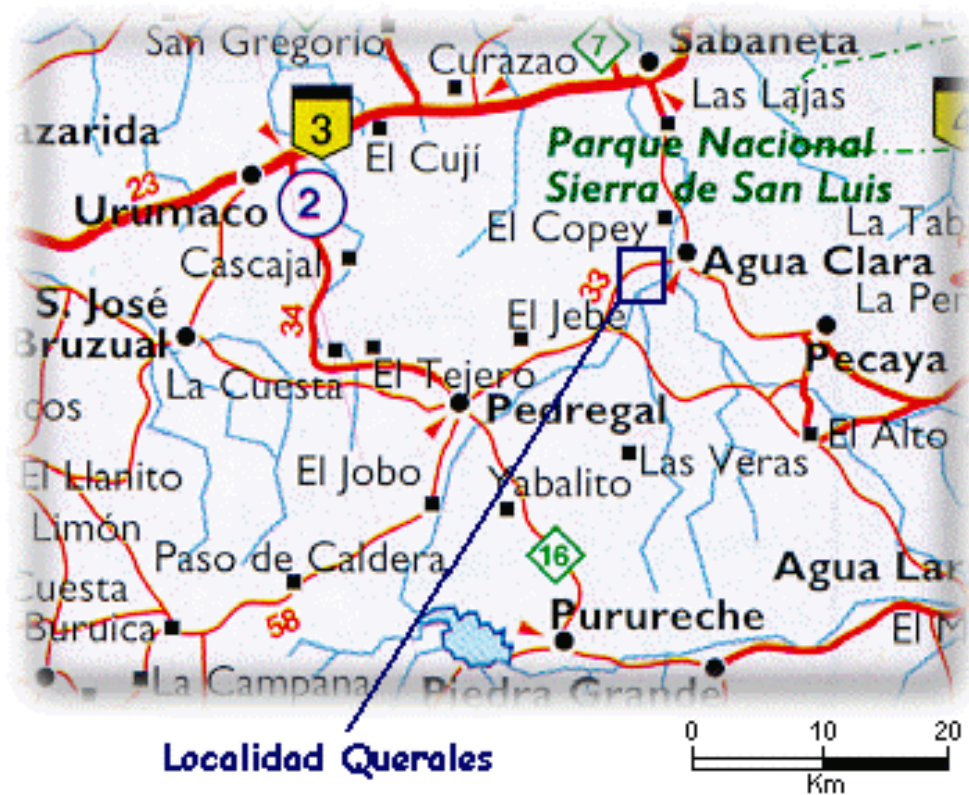 San Gregorio
7
Sabaneta
Curazao
Las Lajas
azarida
3
El Cují
Parque Nacional
Sierra de San Luis
4
23
Urumaco
2
El Copey
La Tab
Cascajal
Agua Clara
33
La Per
S. José
Bruzual
34
El Jebe
La Cuesta
El Tejero
Pecaya
cos
Pedregal
El Alto
El Llanito
El Jobo
Yabalito
Las Veras
Limón
Paso de Caldera
16
Agua Lar
Cuesta
Buruica
58
Purureche
El M
La Campana
Piedra Grande
Localidad Querales
0 10 20
Km